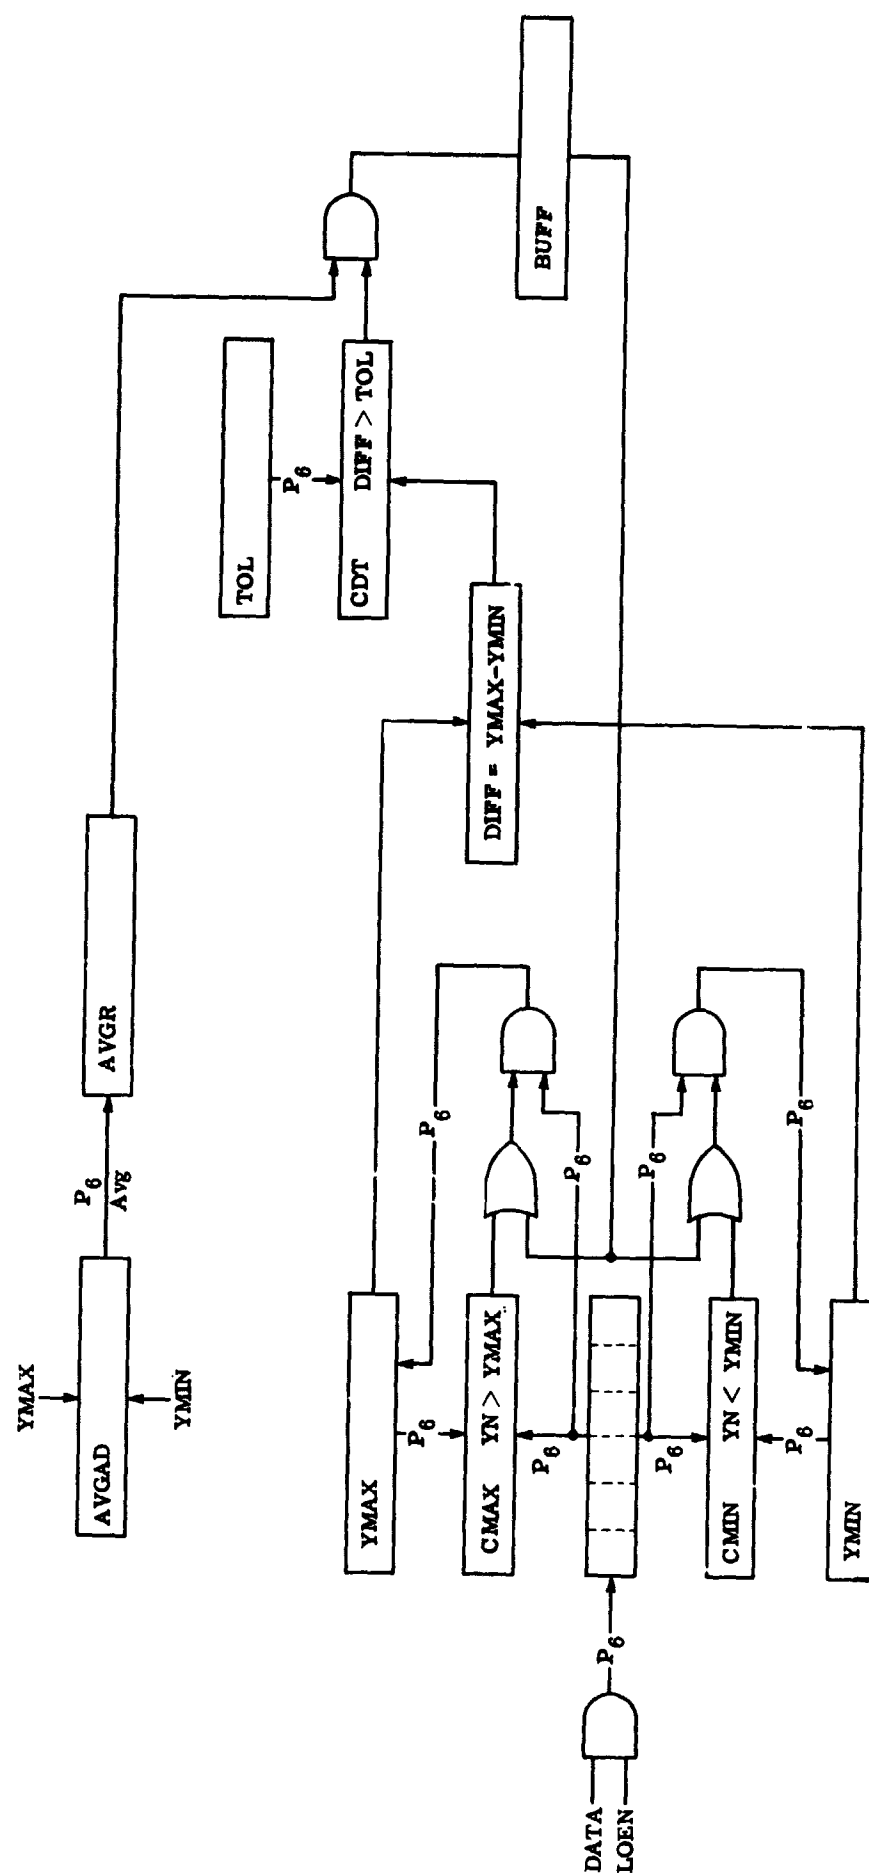 YMAX
AVGAD
YMIN
P6
Avg
AVGR
TOL
P6
CDT DIFF > TOL
BUFF
DIFF = YMAX-YMIN
YMAX
P6
P6
CMAX YN > YMAX
P6
P6
DATA
LOEN
P6
P6
P6
CMIN YN < YMIN
P6
P6
YMIN